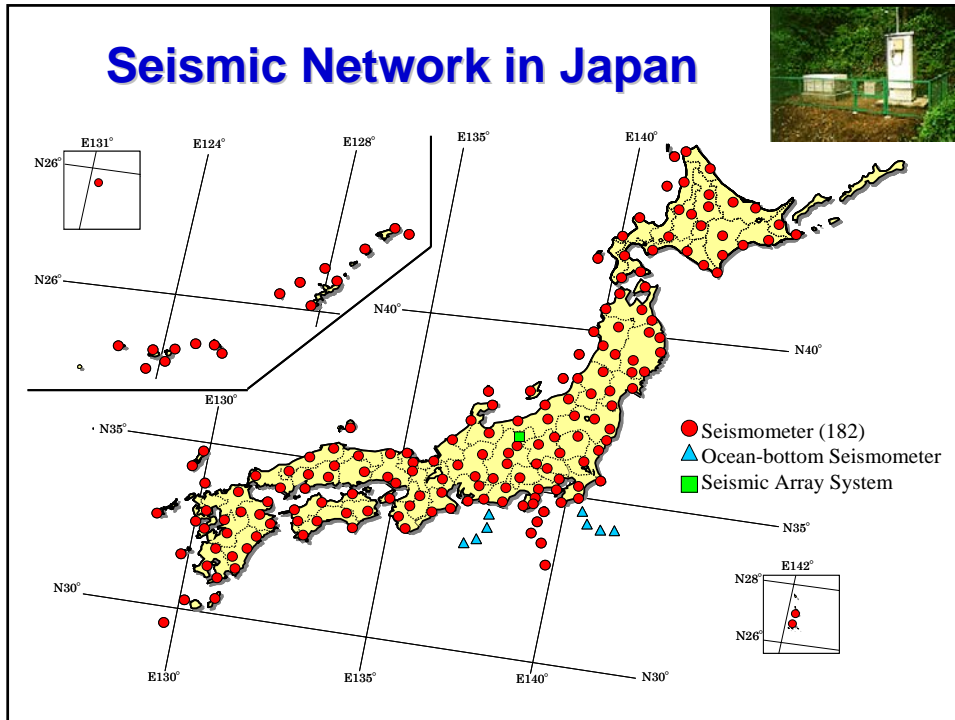 Seismic Network in Japan
E131°
E124°
E128°
E135°
E140°
N26°
N26°
N40°
N40°
E130°
N35°
Seismometer (182)
Ocean-bottom Seismometer
Seismic Array System
N35°
E142°
N28°
N30°
N26°
E130°
E135°
E140°
N30°